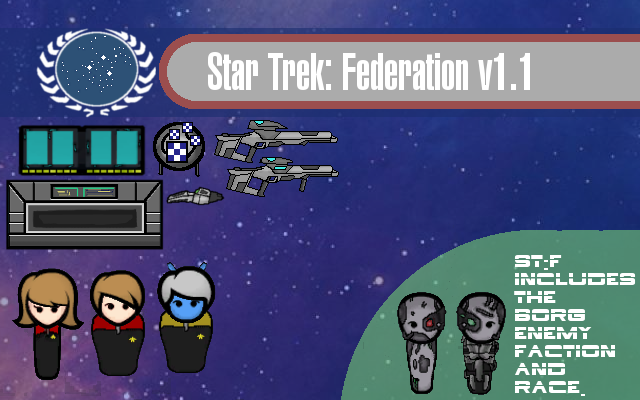 Star Trek: Federation v1.1
ST:F
INCLUDES
THE
BORG
ENEMY
FACTION
AND
RACE.